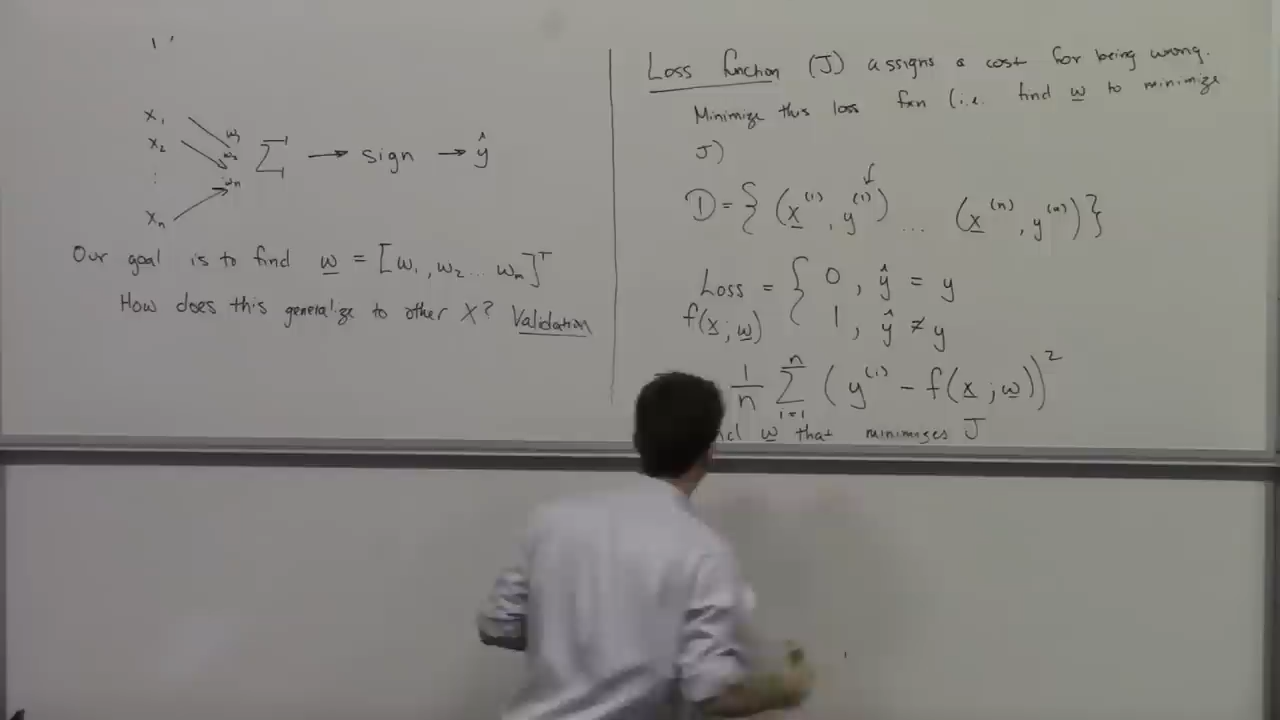 x₁
x₂
⋮
xₙ
w₁
w₂
wₙ
Σ → sign → ŷ
Our goal is to find w = [w₁, w₂ ... wₙ]ᵀ
How does this generalize to other X? Validation
Loss function (J) assigns a cost for being wrong.
Minimize this loss fxn (i.e. find w to minimize
J)
D = { (x⁽¹⁾, y⁽¹⁾) ... (x⁽ⁿ⁾, y⁽ⁿ⁾) }
Loss = { 0, ŷ = y
f(x; w) 1, ŷ ≠ y
1/n Σ i=1 n (y⁽ⁱ⁾ - f(x; w))²
w that minimizes J